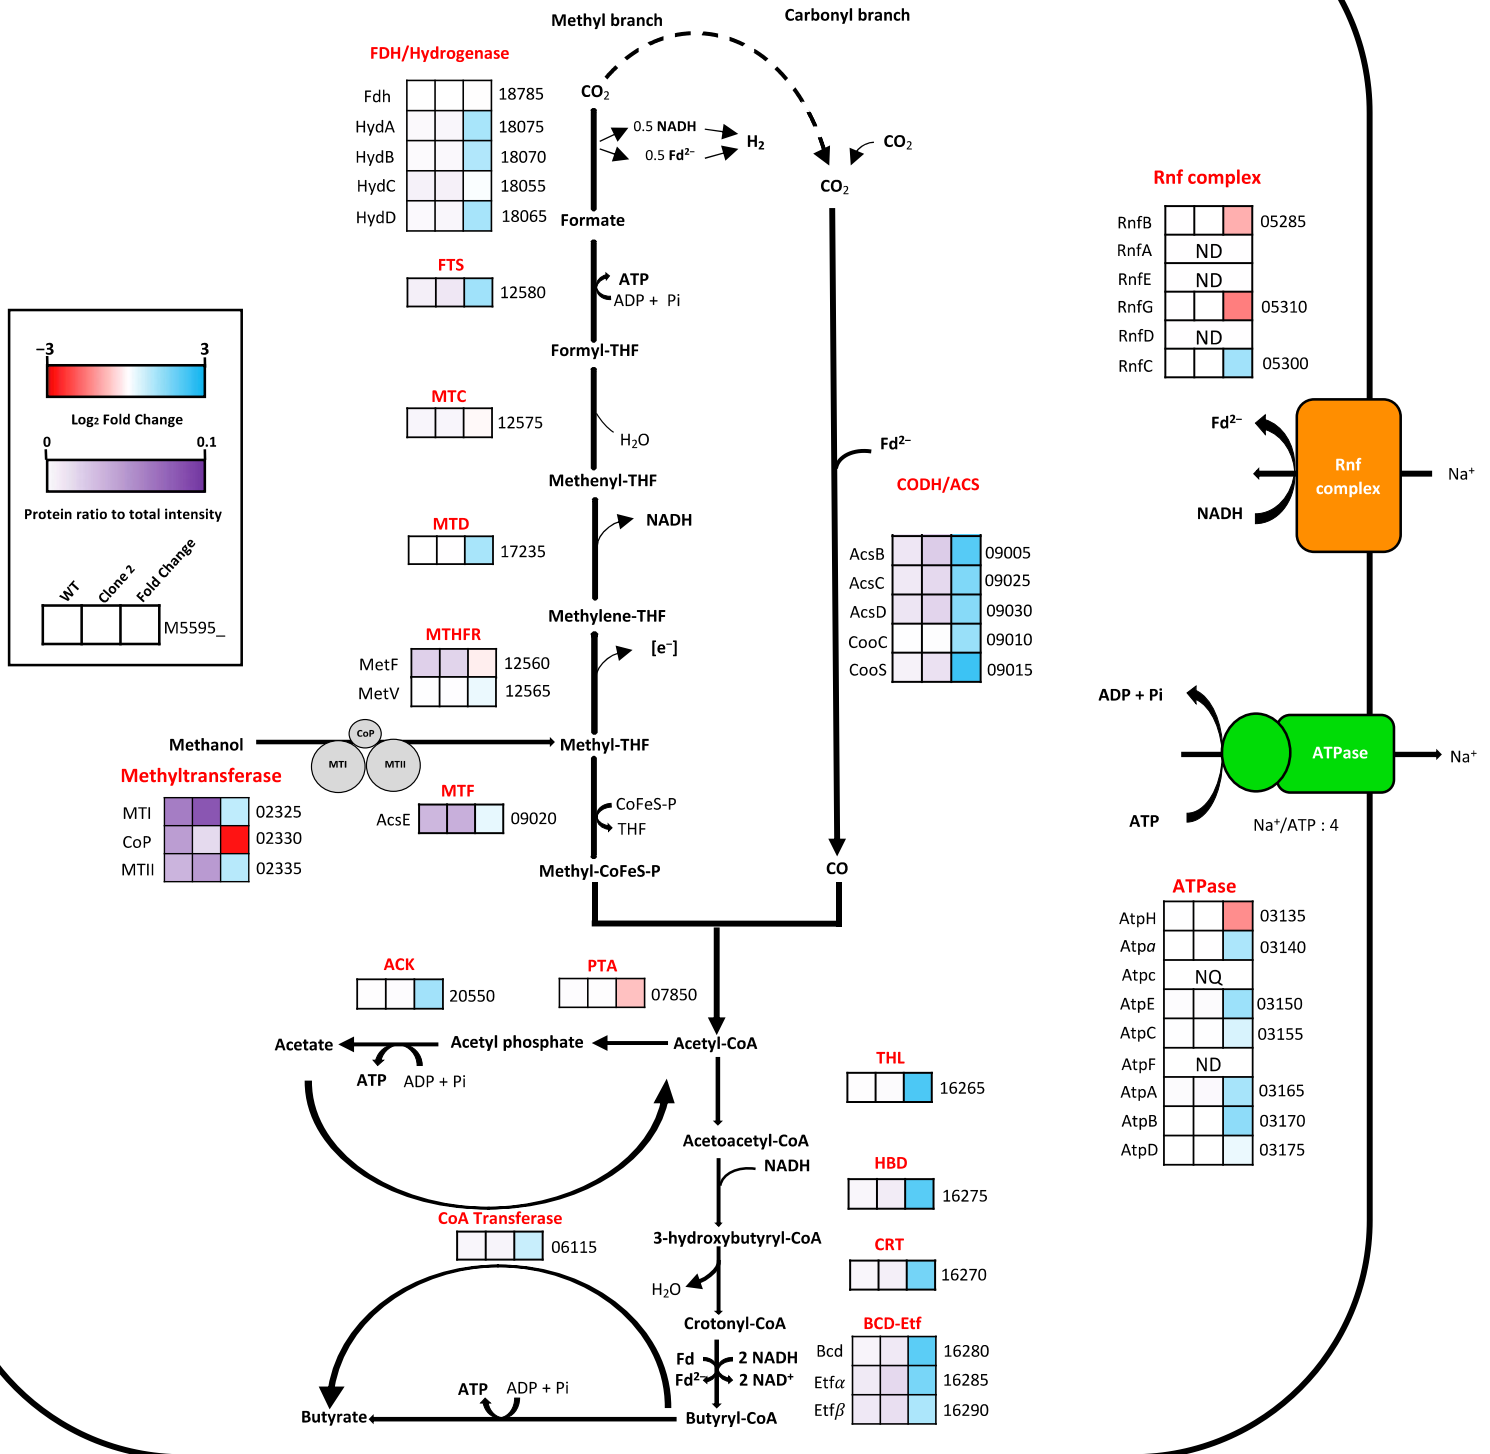 Methyl branch
Carbonyl branch
FDH/Hydrogenase
Fdh 18785
HydA 18075
HydB 18070
HydC 18055
HydD 18065
CO₂
0.5 NADH
0.5 Fd²⁻
H₂
CO₂
CO₂
Formate
FTS
12580
ATP
ADP + Pi
Formyl-THF
MTC
12575
H₂O
Methenyl-THF
MTD
17235
NADH
Methylene-THF
MTHFR
MetF 12560
MetV 12565
[e⁻]
Methanol
CoP
MTI
MTII
Methyl-THF
Methyltransferase
MTI 02325
CoP 02330
MTII 02335
MTF
AcsE 09020
CoFeS-P
THF
Methyl-CoFeS-P
CO
Fd²⁻
CODH/ACS
AcsB 09005
AcsC 09025
AcsD 09030
CooC 09010
CooS 09015
−3 3
Log₂ Fold Change
0 0.1
Protein ratio to total intensity
WT
Clone 2
Fold Change
M5595_
Rnf complex
RnfB 05285
RnfA ND
RnfE ND
RnfG 05310
RnfD ND
RnfC 05300
Fd²⁻
NADH
Rnf
complex
Na⁺
ADP + Pi
ATP
ATPase
Na⁺
Na⁺/ATP : 4
ATPase
AtpH 03135
Atpα 03140
Atpc NQ
AtpE 03150
AtpC 03155
AtpF ND
AtpA 03165
AtpB 03170
AtpD 03175
ACK
20550
PTA
07850
Acetate
Acetyl phosphate
Acetyl-CoA
ATP
ADP + Pi
THL
16265
Acetoacetyl-CoA
NADH
HBD
16275
3-hydroxybutyryl-CoA
CoA Transferase
06115
H₂O
CRT
16270
Crotonyl-CoA
BCD-Etf
Bcd 16280
Etfα 16285
Etfβ 16290
Fd
2 NADH
Fd²⁻
2 NAD⁺
ATP
ADP + Pi
Butyrate
Butyryl-CoA